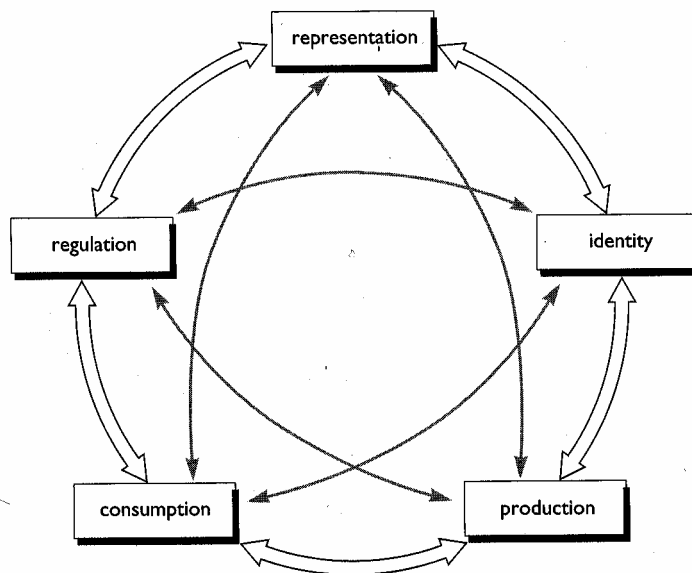 representation
regulation
identity
consumption
production